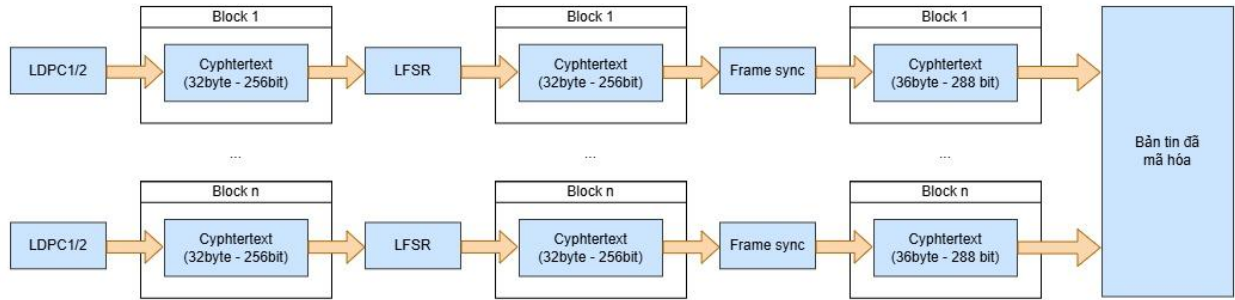 Block 1
Block 1
Block 1
LDPC1/2
Cyphtertext
(32byte - 256bit)
LFSR
Cyphtertext
(32byte - 256bit)
Frame sync
Cyphtertext
(36byte - 288 bit)
Bản tin đã
mã hóa
...
...
...
Block n
Block n
Block n
LDPC1/2
Cyphtertext
(32byte - 256bit)
LFSR
Cyphtertext
(32byte - 256bit)
Frame sync
Cyphtertext
(36byte - 288 bit)